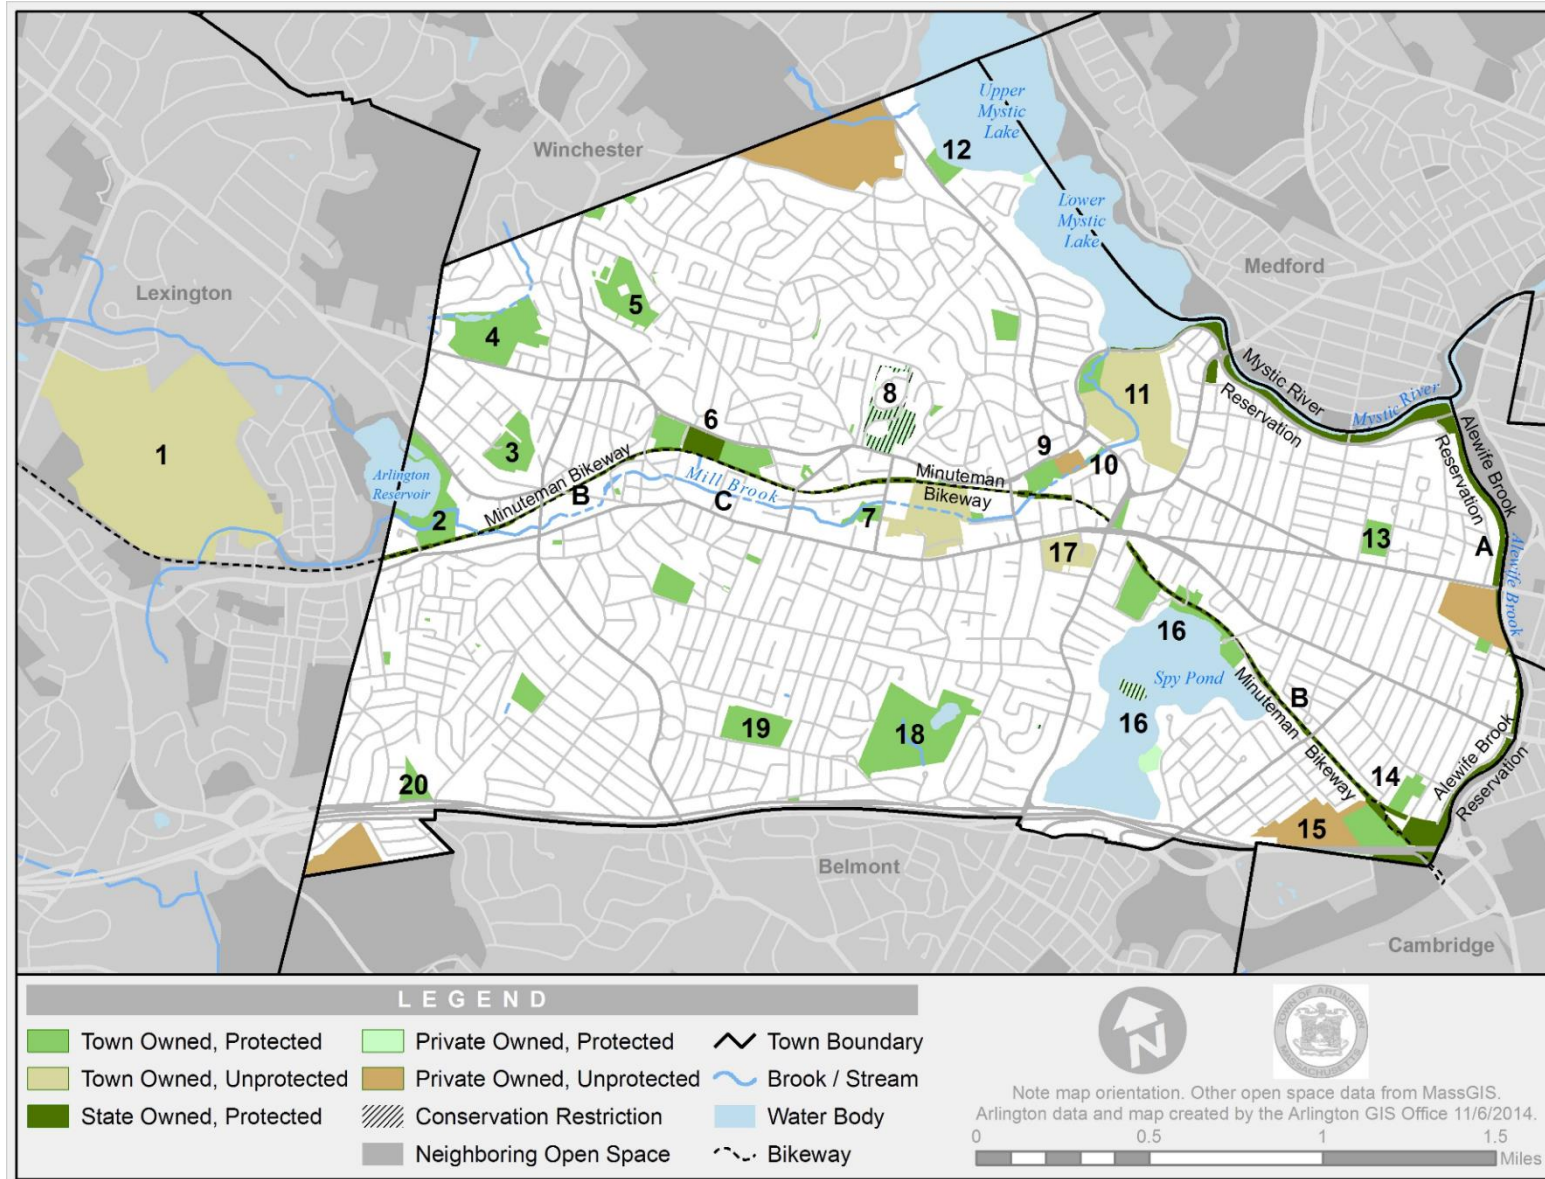 Upper
Mystic
Lake
12
Winchester
Lower
Mystic
Lake
Medford
Lexington
5
4
Mystic River
Reservation
Mystic River
8
11
Alewife Brook
Reservation
6
9
10
3
1
Arlington
Reservoir
2
Minuteman Bikeway
B
Mill Brook
C
Minuteman
Bikeway
7
17
13
A
Alewife Brook
16
Spy Pond
16
B
Minuteman Bikeway
19
18
20
14
Alewife Brook
Reservation
15
Belmont
Cambridge
LEGEND
Town Owned, Protected
Town Owned, Unprotected
State Owned, Protected
Private Owned, Protected
Private Owned, Unprotected
Conservation Restriction
Neighboring Open Space
Town Boundary
Brook / Stream
Water Body
Bikeway
N
TOWN OF ARLINGTON
MASSACHUSETTS
Note map orientation. Other open space data from MassGIS.
Arlington data and map created by the Arlington GIS Office 11/6/2014.
0 0.5 1 1.5
Miles